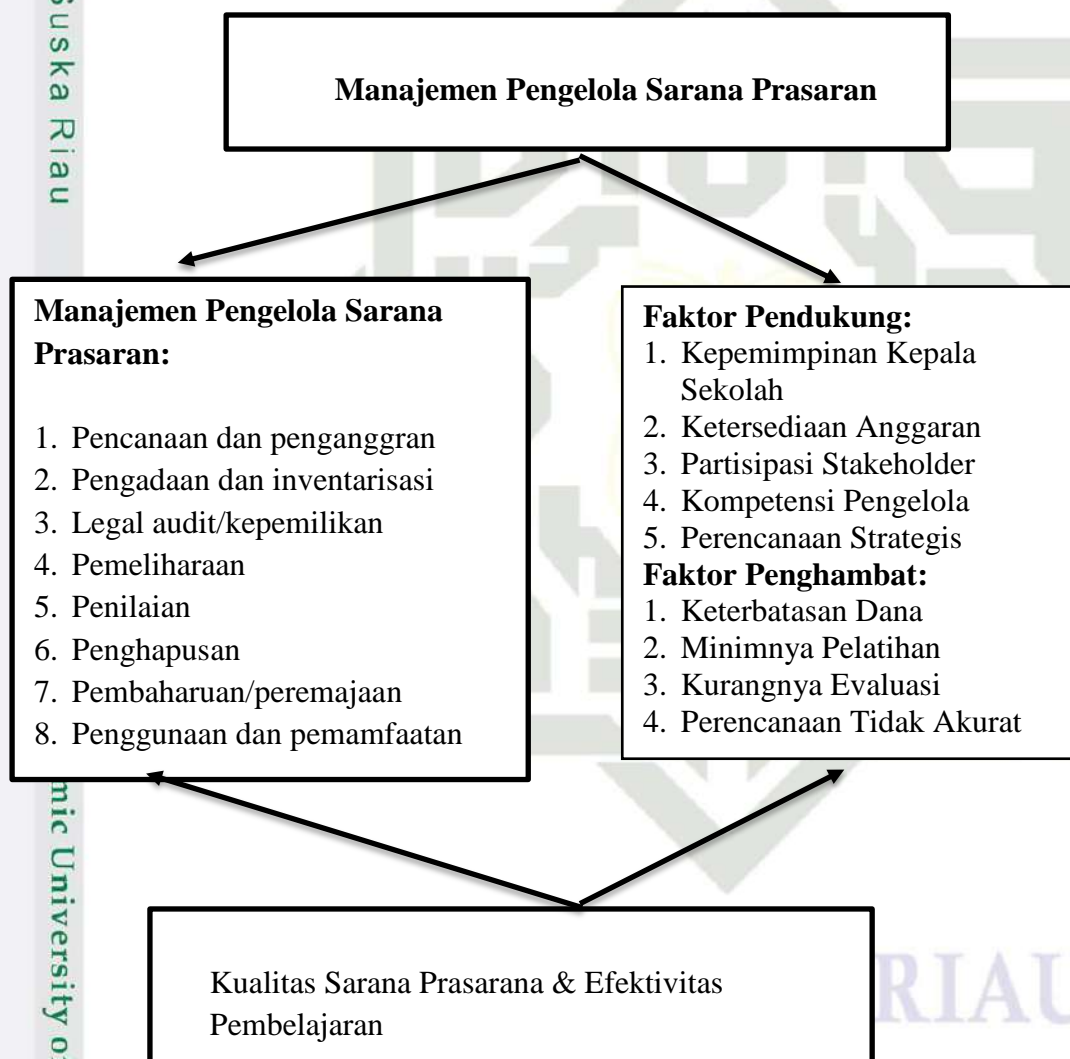 Suska Riau
Manajemen Pengelola Sarana Prasaran
Manajemen Pengelola Sarana
Prasaran:
1. Pencanaan dan penganggran
2. Pengadaan dan inventarisasi
3. Legal audit/kepemilikan
4. Pemeliharaan
5. Penilaian
6. Penghapusan
7. Pembaharuan/peremajaan
8. Penggunaan dan pemamfaatan
Faktor Pendukung:
1. Kepemimpinan Kepala
Sekolah
2. Ketersediaan Anggaran
3. Partisipasi Stakeholder
4. Kompetensi Pengelola
5. Perencanaan Strategis
Faktor Penghambat:
1. Keterbatasan Dana
2. Minimnya Pelatihan
3. Kurangnya Evaluasi
4. Perencanaan Tidak Akurat
mic University of
Kualitas Sarana Prasarana & Efektivitas
Pembelajaran
RIAU